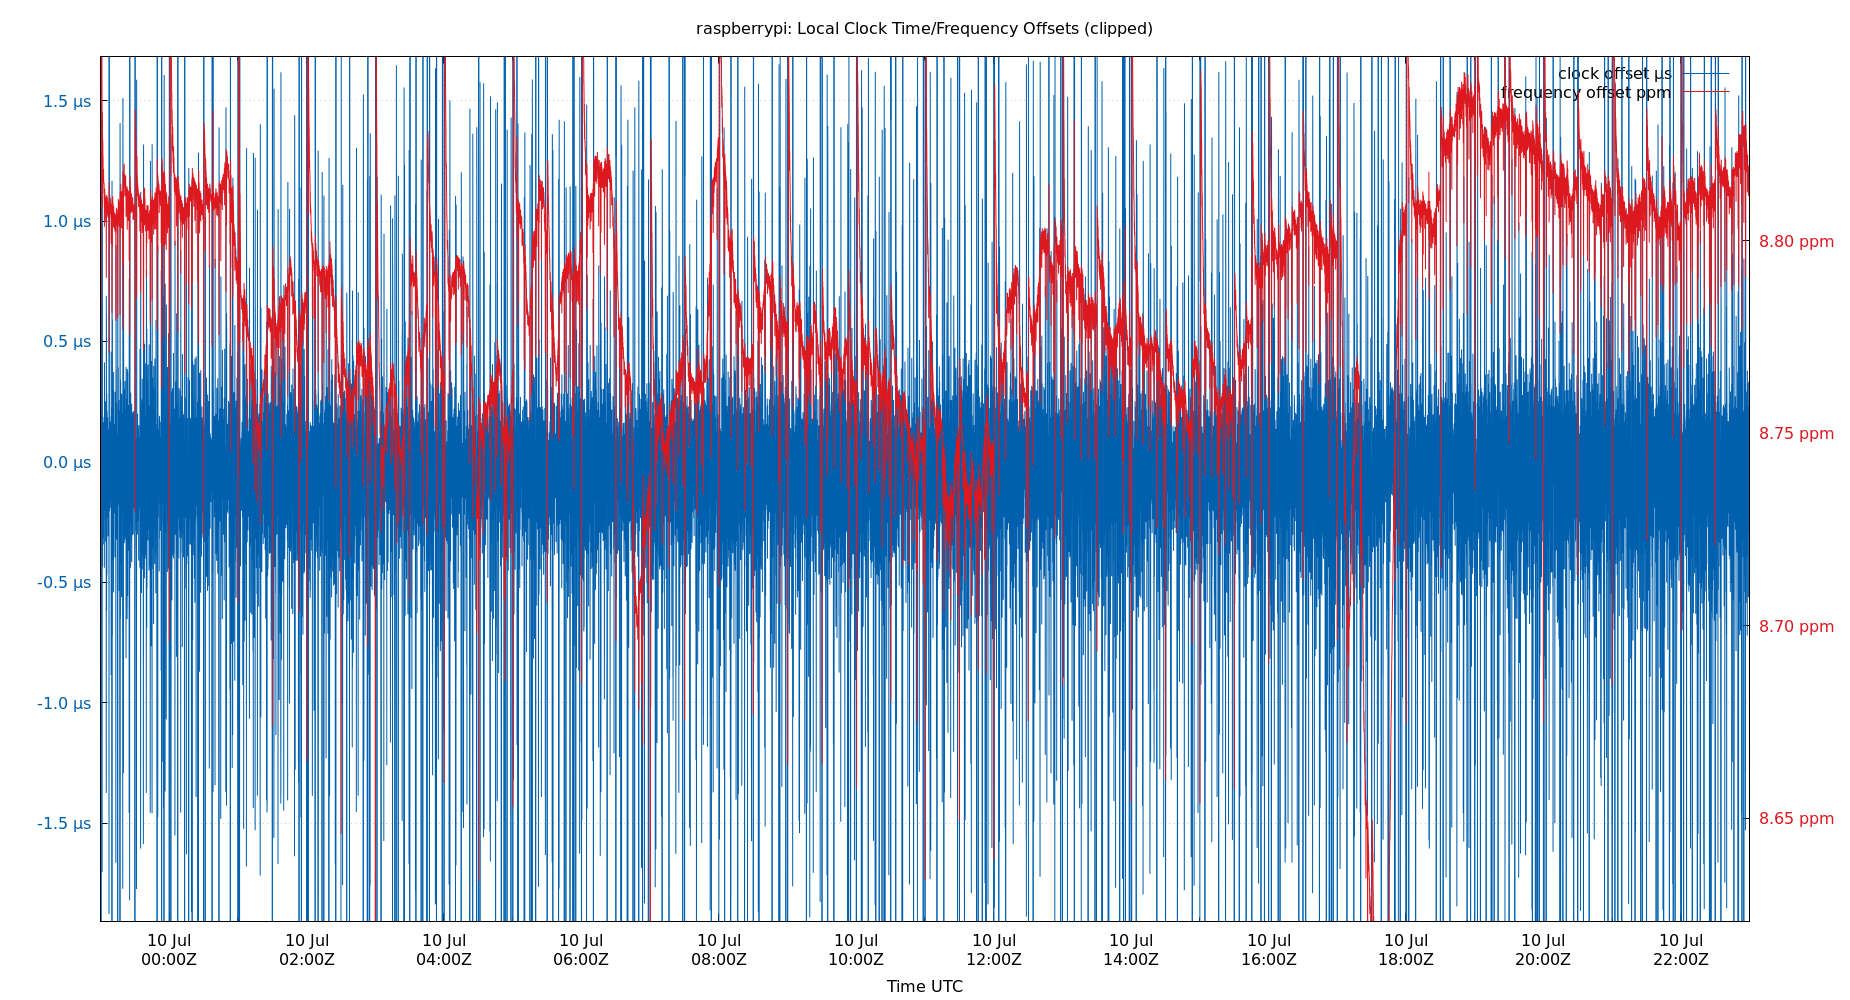 raspberrypi: Local Clock Time/Frequency Offsets (clipped)
clock offset µs
frequency offset ppm
1.5 µs
1.0 µs
0.5 µs
0.0 µs
-0.5 µs
-1.0 µs
-1.5 µs
8.80 ppm
8.75 ppm
8.70 ppm
8.65 ppm
10 Jul
00:00Z
10 Jul
02:00Z
10 Jul
04:00Z
10 Jul
06:00Z
10 Jul
08:00Z
10 Jul
10:00Z
10 Jul
12:00Z
10 Jul
14:00Z
10 Jul
16:00Z
10 Jul
18:00Z
10 Jul
20:00Z
10 Jul
22:00Z
Time UTC